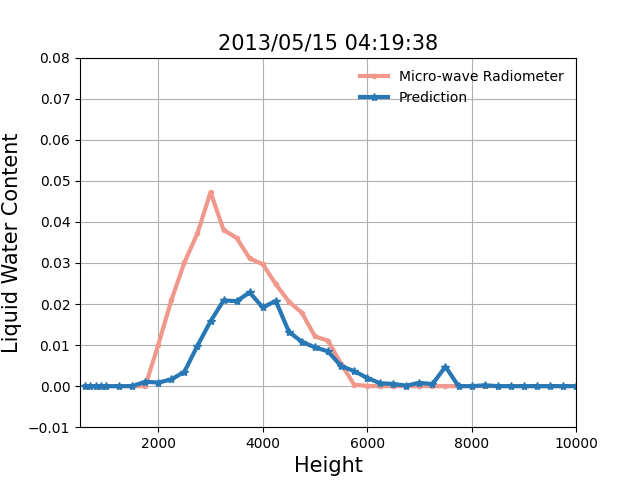 2013/05/15 04:19:38
0.08
0.07
0.06
0.05
0.04
0.03
0.02
0.01
0.00
−0.01
Liquid Water Content
Micro-wave Radiometer
Prediction
2000 4000 6000 8000 10000
Height